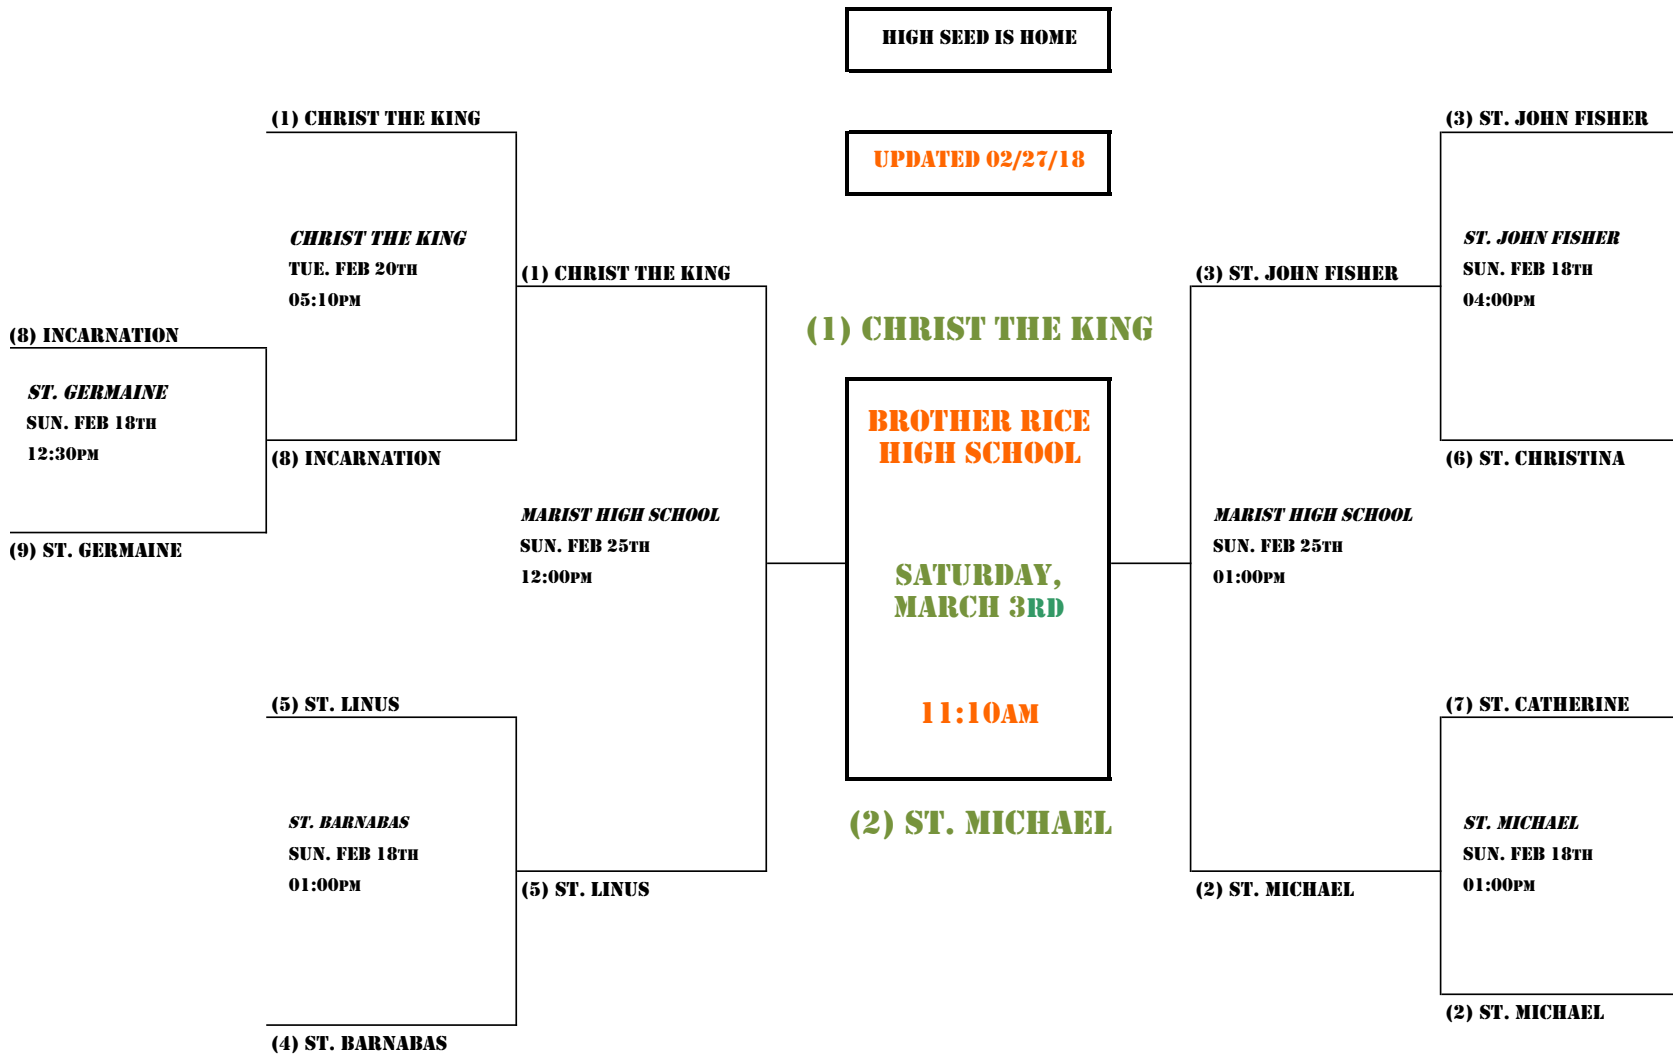 HIGH SEED IS HOME
UPDATED 02/27/18
(1) CHRIST THE KING
CHRIST THE KING
TUE. FEB 20TH
05:10PM
(8) INCARNATION
ST. GERMAINE
SUN. FEB 18TH
12:30PM
(9) ST. GERMAINE
(8) INCARNATION
(1) CHRIST THE KING
MARIST HIGH SCHOOL
SUN. FEB 25TH
12:00PM
(5) ST. LINUS
ST. BARNABAS
SUN. FEB 18TH
01:00PM
(4) ST. BARNABAS
(5) ST. LINUS
(1) CHRIST THE KING
BROTHER RICE
HIGH SCHOOL
SATURDAY,
MARCH 3RD
11:10AM
(2) ST. MICHAEL
(3) ST. JOHN FISHER
MARIST HIGH SCHOOL
SUN. FEB 25TH
01:00PM
(2) ST. MICHAEL
(3) ST. JOHN FISHER
ST. JOHN FISHER
SUN. FEB 18TH
04:00PM
(6) ST. CHRISTINA
(7) ST. CATHERINE
ST. MICHAEL
SUN. FEB 18TH
01:00PM
(2) ST. MICHAEL